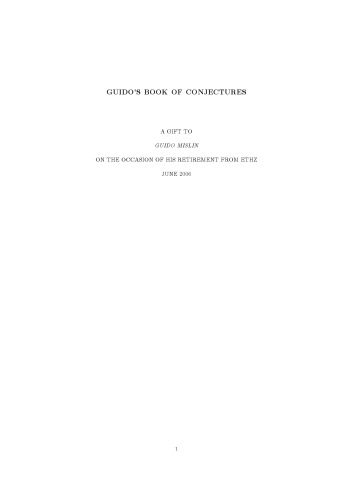 GUIDO'S BOOK OF CONJECTURES
A GIFT TO
GUIDO MISLIN
ON THE OCCASION OF HIS RETIREMENT FROM ETHZ
JUNE 2006
1